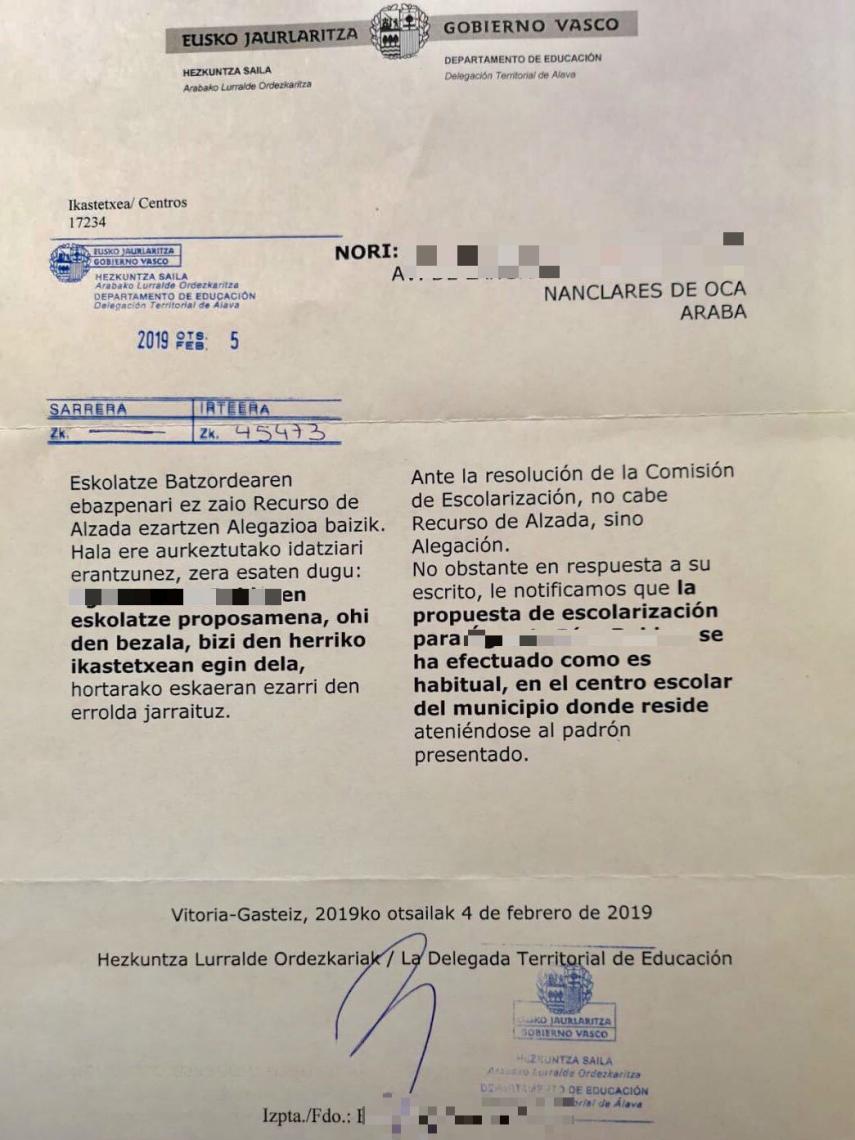 EUSKO JAURLARITZA
GOBIERNO VASCO
HEZKUNTZA SAILA
Arabako Lurralde Ordezkaritza
DEPARTAMENTO DE EDUCACIÓN
Delegación Territorial de Alava
Ikastetxea/ Centros
17234
EUSKO JAURLARITZA
GOBIERNO VASCO
HEZKUNTZA SAILA
Arabako Lurralde Ordezkaritza
DEPARTAMENTO DE EDUCACIÓN
Delegación Territorial de Alava
2019 OTS. FEB. 5
NORI:
NANCLARES DE OCA
ARABA
SARRERA IRTEERA
Zk. Zk. 45473
Eskolatze Batzordearen
ebazpenari ez zaio Recurso de
Alzada ezartzen Alegazioa baizik.
Hala ere aurkeztutako idatziari
erantzunez, zera esaten dugu:
en
eskolatze proposamena, ohi
den bezala, bizi den herriko
ikastetxean egin dela,
hortarako eskaeran ezarri den
errolda jarraituz.
Ante la resolución de la Comisión
de Escolarización, no cabe
Recurso de Alzada, sino
Alegación.
No obstante en respuesta a su
escrito, le notificamos que la
propuesta de escolarización
para se
ha efectuado como es
habitual, en el centro escolar
del municipio donde reside
ateniéndose al padrón
presentado.
Vitoria-Gasteiz, 2019ko otsailak 4 de febrero de 2019
Hezkuntza Lurralde Ordezkariak / La Delegada Territorial de Educación
EUSKO JAURLARITZA
GOBIERNO VASCO
HEZKUNTZA SAILA
Arabako Lurralde Ordezkaritza
DE EDUCACIÓN
de Álava
Izpta./Fdo.: